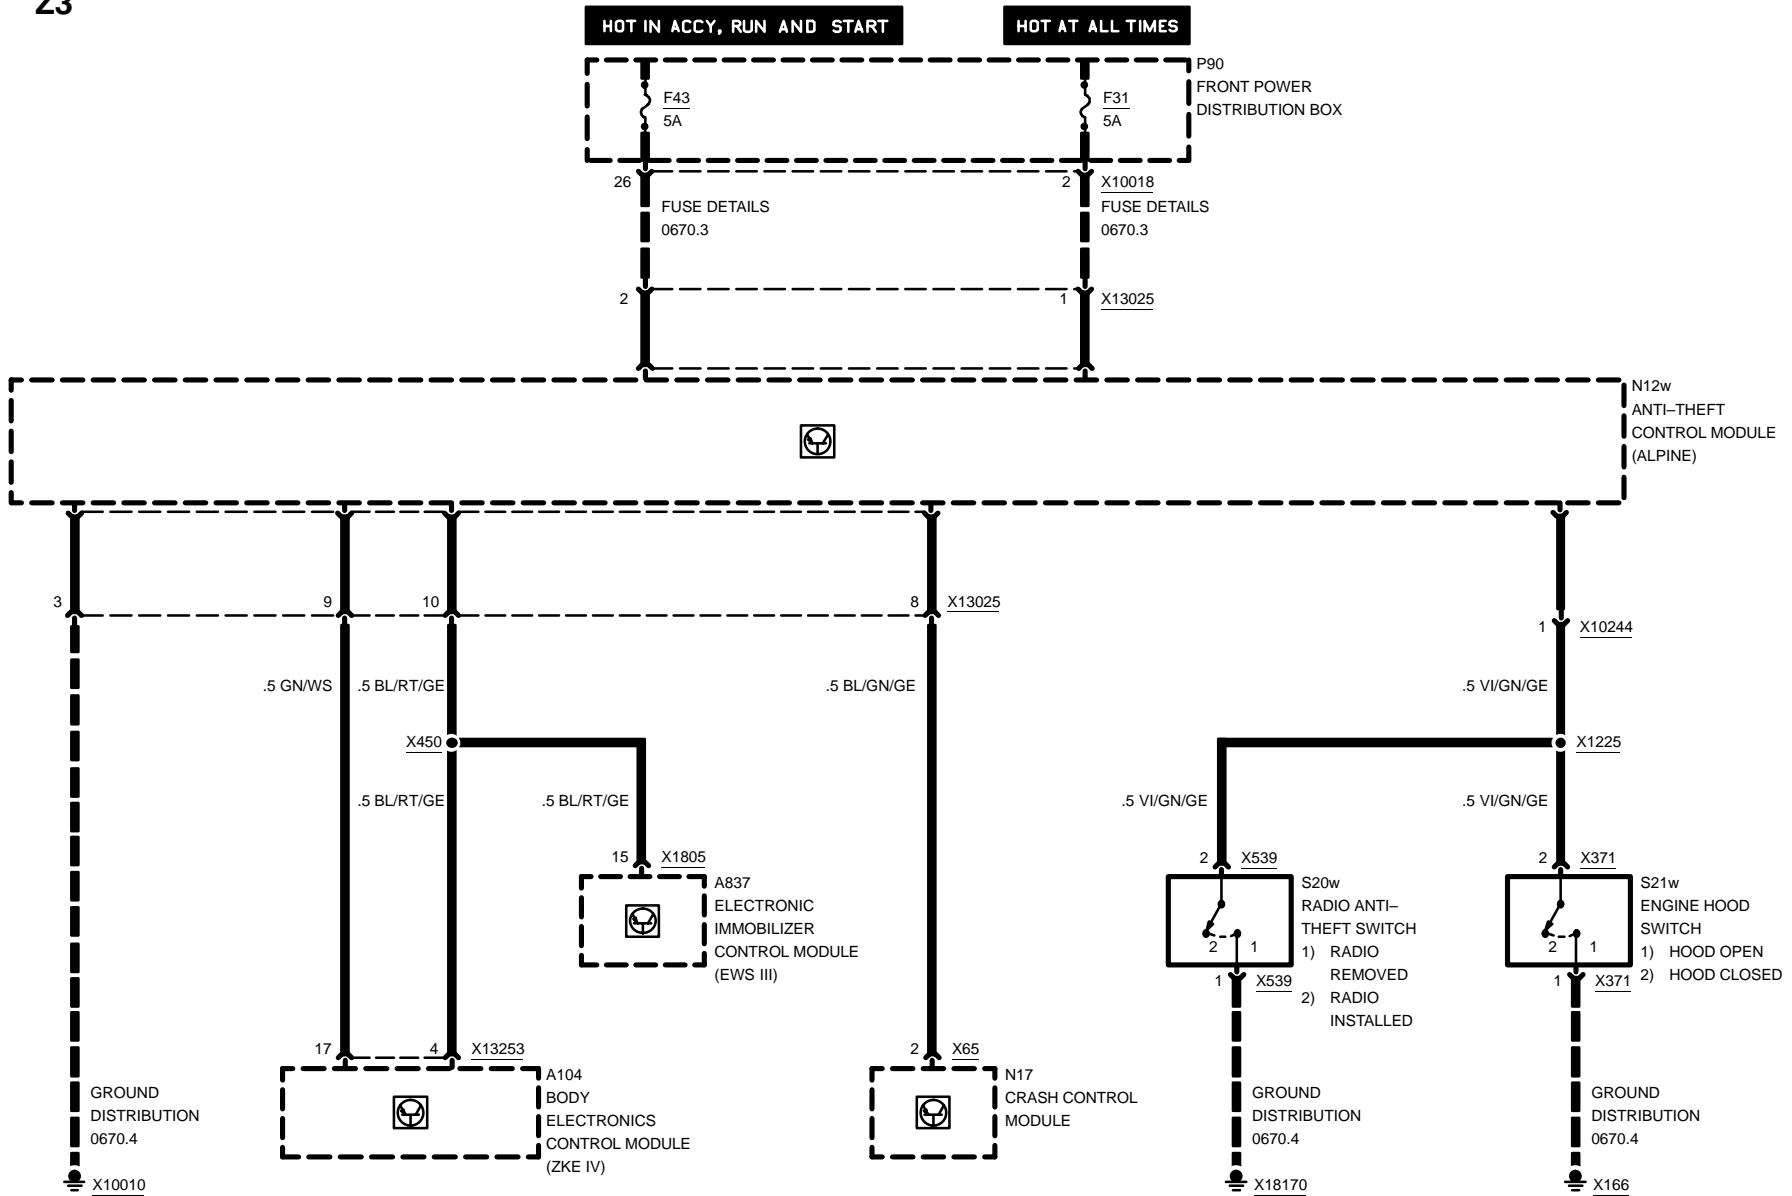 Z3
HOT IN ACCY, RUN AND START
HOT AT ALL TIMES
P90
FRONT POWER
DISTRIBUTION BOX
F43
5A
F31
5A
26
2
X10018
FUSE DETAILS
0670.3
FUSE DETAILS
0670.3
2
1
X13025
N12w
ANTI–THEFT
CONTROL MODULE
(ALPINE)
3
9
10
8
X13025
1
X10244
.5 GN/WS
.5 BL/RT/GE
.5 BL/GN/GE
.5 VI/GN/GE
X450
X1225
.5 BL/RT/GE
.5 BL/RT/GE
.5 VI/GN/GE
.5 VI/GN/GE
15
X1805
A837
ELECTRONIC
IMMOBILIZER
CONTROL MODULE
(EWS III)
2
X539
S20w
RADIO ANTI–
THEFT SWITCH
1) RADIO
REMOVED
2) RADIO
INSTALLED
2
1
1
X539
2
X371
S21w
ENGINE HOOD
SWITCH
1) HOOD OPEN
2) HOOD CLOSED
2
1
1
X371
17
4
X13253
A104
BODY
ELECTRONICS
CONTROL MODULE
(ZKE IV)
2
X65
N17
CRASH CONTROL
MODULE
GROUND
DISTRIBUTION
0670.4
X10010
GROUND
DISTRIBUTION
0670.4
X18170
GROUND
DISTRIBUTION
0670.4
X166